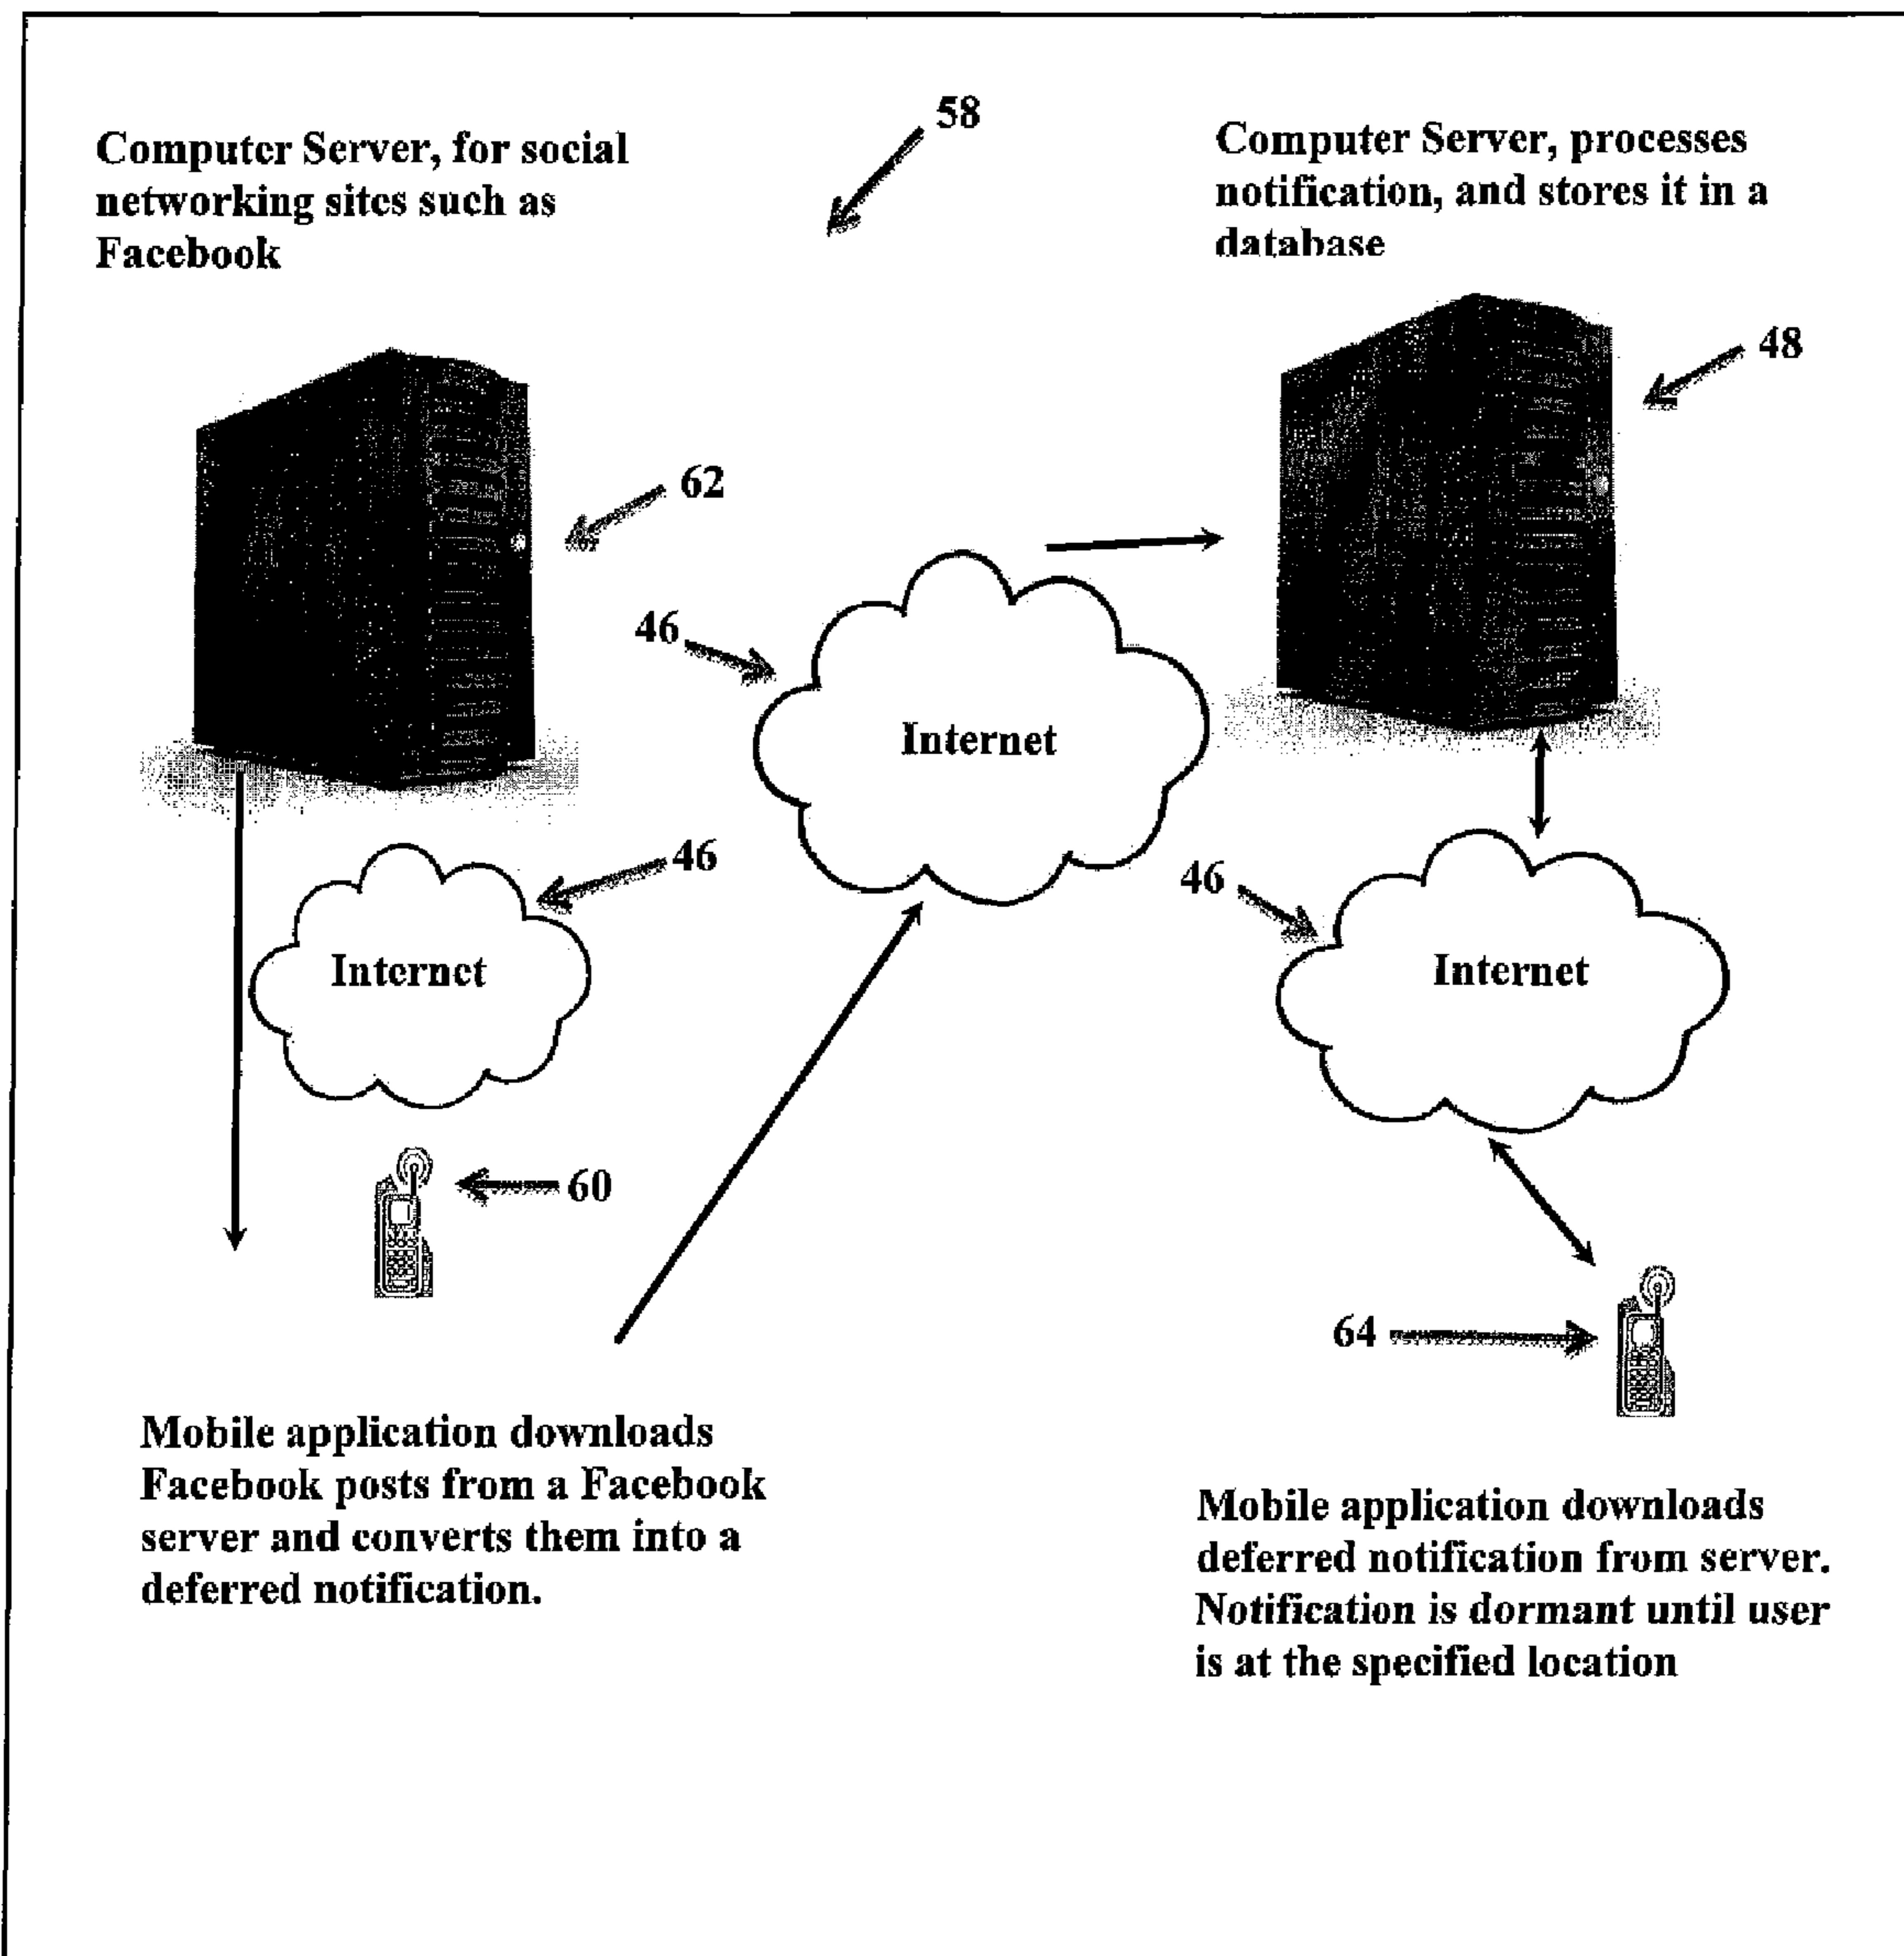 58
Computer Server, for social
networking sites such as
Facebook
Computer Server, processes
notification, and stores it in a
database
48
62
46
Internet
46
Internet
46
Internet
60
64
Mobile application downloads
Facebook posts from a Facebook
server and converts them into a
deferred notification.
Mobile application downloads
deferred notification from server.
Notification is dormant until user
is at the specified location